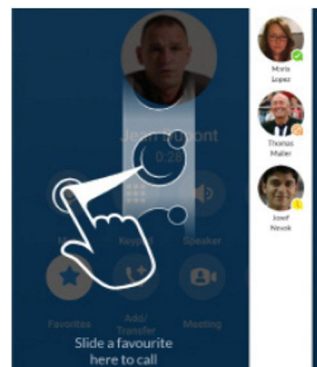 Maria
Lopez
Thomas
Muller
Josef
Novak
Jean Dupont
0:28
Keypad
Speaker
Favorites
Add/
Transfer
Meeting
Slide a favourite
here to call